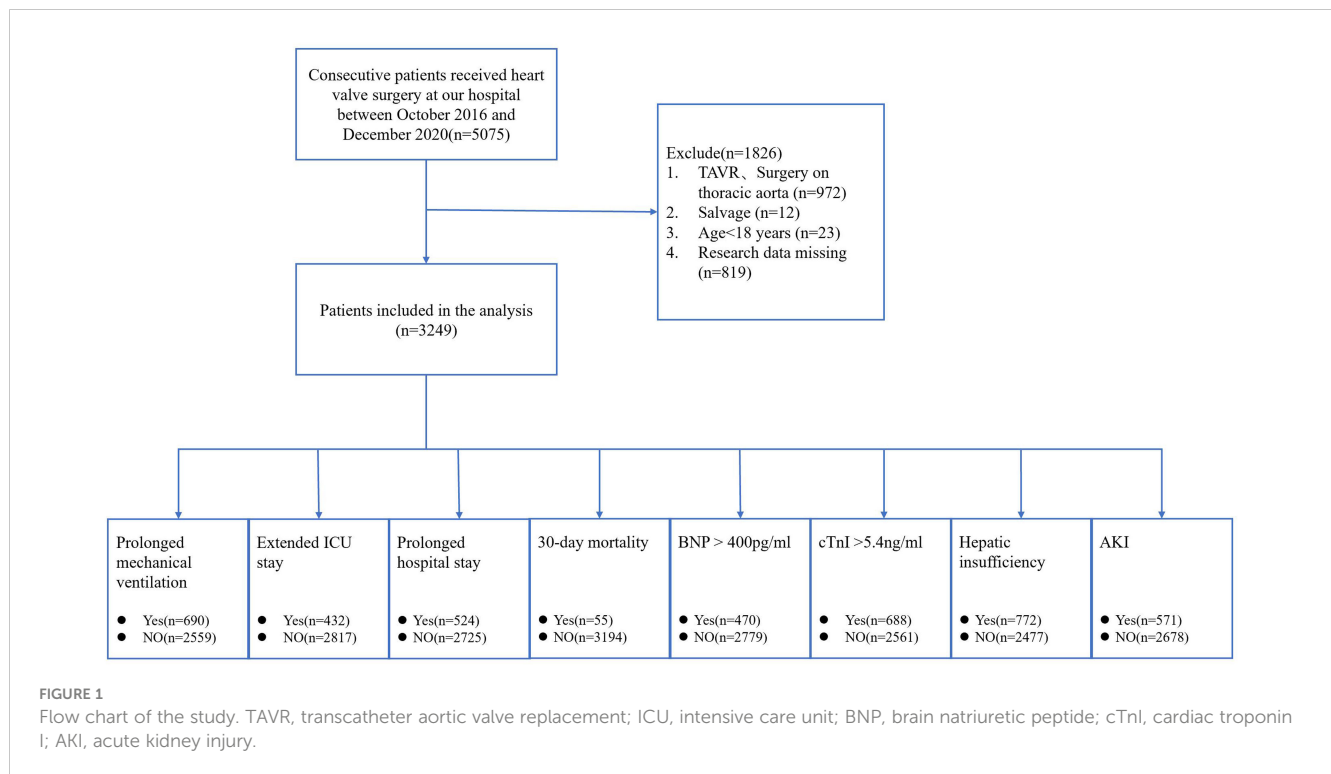 Consecutive patients received heart
valve surgery at our hospital
between October 2016 and
December 2020(n=5075)
Exclude(n=1826)
1. TAVR、Surgery on
thoracic aorta (n=972)
2. Salvage (n=12)
3. Age<18 years (n=23)
4. Research data missing
(n=819)
Patients included in the analysis
(n=3249)
Prolonged
mechanical
ventilation
● Yes(n=690)
● NO(n=2559)
Extended ICU
stay
● Yes(n=432)
● NO(n=2817)
Prolonged
hospital stay
● Yes(n=524)
● NO(n=2725)
30-day mortality
● Yes(n=55)
● NO(n=3194)
BNP > 400pg/ml
● Yes(n=470)
● NO(n=2779)
cTnI >5.4ng/ml
● Yes(n=688)
● NO(n=2561)
Hepatic
insufficiency
● Yes(n=772)
● NO(n=2477)
AKI
● Yes(n=571)
● NO(n=2678)
FIGURE 1
Flow chart of the study. TAVR, transcatheter aortic valve replacement; ICU, intensive care unit; BNP, brain natriuretic peptide; cTnI, cardiac troponin
I; AKI, acute kidney injury.